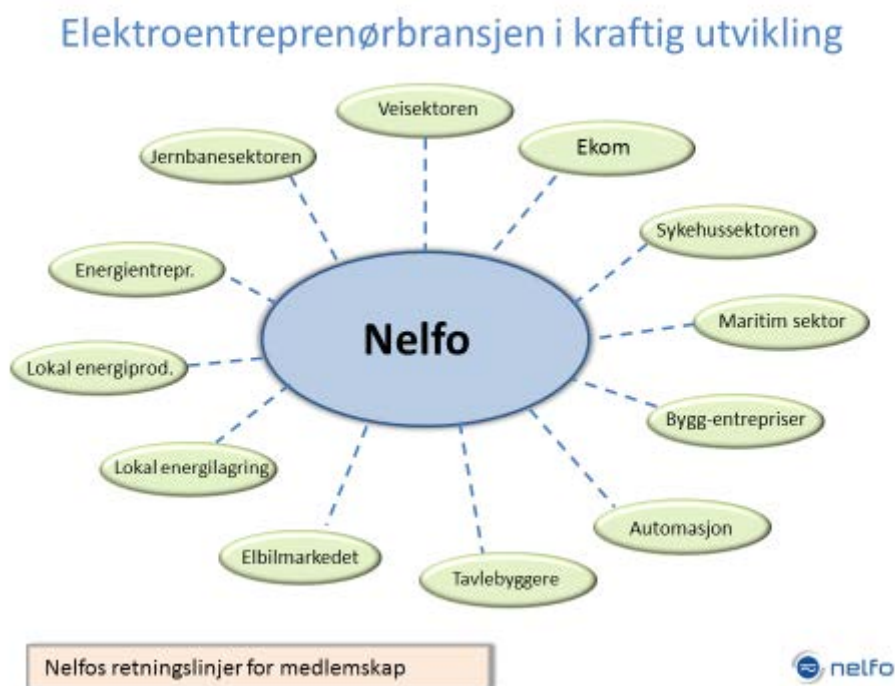 Elektroentreprenørbransjen i kraftig utvikling
Veisektoren
Ekom
Jernbanesektoren
Sykehussektoren
Energientrepr.
Maritim sektor
Nelfo
Lokal energiprod.
Bygg-entrepriser
Lokal energilagring
Automasjon
Elbilmarkedet
Tavlebyggere
Nelfos retningslinjer for medlemskap
nelfo